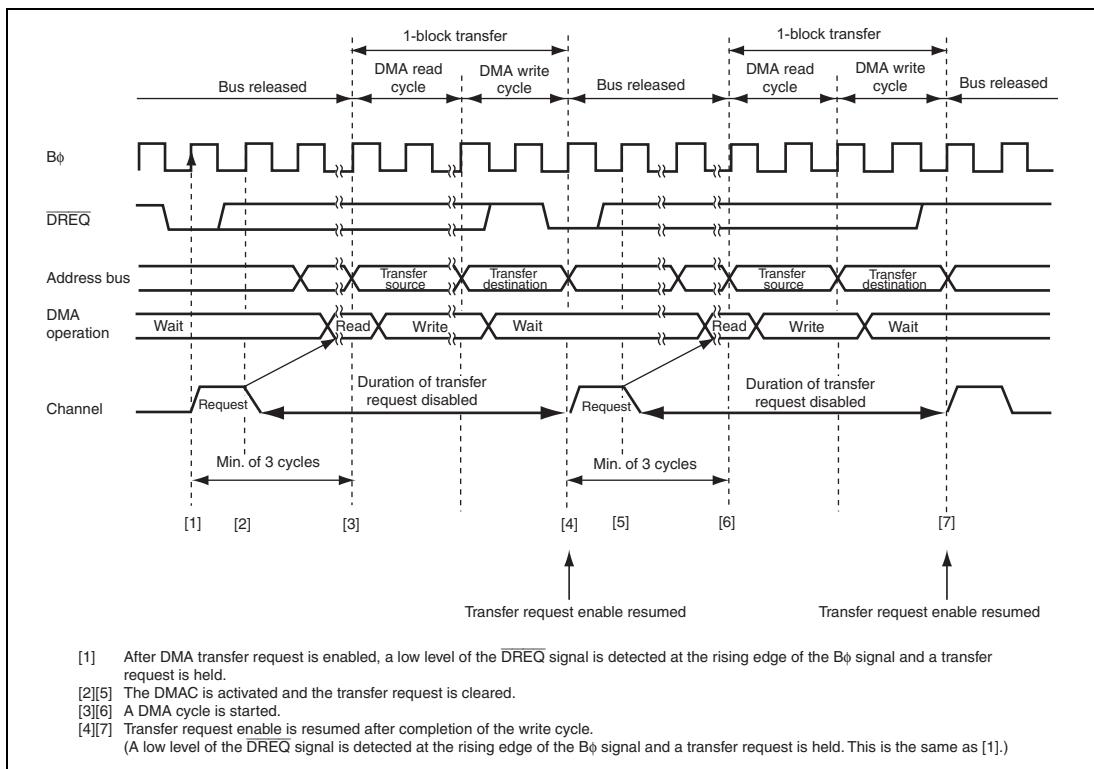 1-block transfer 1-block transfer
DMA read cycle DMA write cycle DMA read cycle DMA write cycle
Bus released Bus released Bus released
Bφ
DREQ
Address bus Transfer source Transfer destination Transfer source Transfer destination
DMA operation Wait Read Write Wait Read Write Wait
Channel Request Duration of transfer request disabled Request Duration of transfer request disabled
Min. of 3 cycles Min. of 3 cycles
[1] [2] [3] [4] [5] [6] [7]
Transfer request enable resumed Transfer request enable resumed
[1] After DMA transfer request is enabled, a low level of the DREQ signal is detected at the rising edge of the Bφ signal and a transfer
request is held.
[2][5] The DMAC is activated and the transfer request is cleared.
[3][6] A DMA cycle is started.
[4][7] Transfer request enable is resumed after completion of the write cycle.
(A low level of the DREQ signal is detected at the rising edge of the Bφ signal and a transfer request is held. This is the same as [1].)